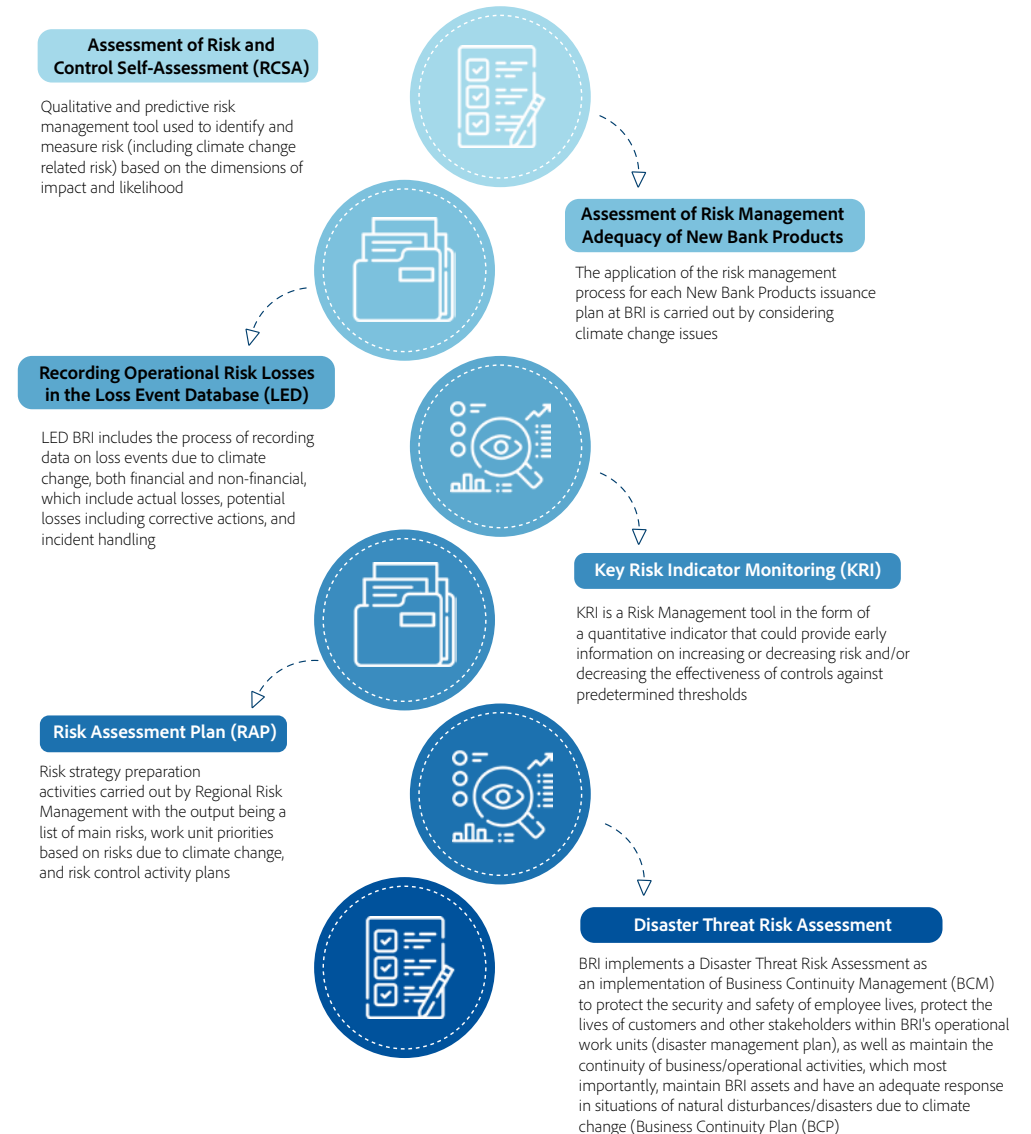 Assessment of Risk and
Control Self-Assessment (RCSA)
Qualitative and predictive risk
management tool used to identify and
measure risk (including climate change
related risk) based on the dimensions of
impact and likelihood
Assessment of Risk Management
Adequacy of New Bank Products
The application of the risk management
process for each New Bank Products issuance
plan at BRI is carried out by considering
climate change issues
Recording Operational Risk Losses
in the Loss Event Database (LED)
LED BRI includes the process of recording
data on loss events due to climate
change, both financial and non-financial,
which include actual losses, potential
losses including corrective actions, and
incident handling
Key Risk Indicator Monitoring (KRI)
KRI is a Risk Management tool in the form of
a quantitative indicator that could provide early
information on increasing or decreasing risk and/or
decreasing the effectiveness of controls against
predetermined thresholds
Risk Assessment Plan (RAP)
Risk strategy preparation
activities carried out by Regional Risk
Management with the output being a
list of main risks, work unit priorities
based on risks due to climate change,
and risk control activity plans
Disaster Threat Risk Assessment
BRI implements a Disaster Threat Risk Assessment as
an implementation of Business Continuity Management (BCM)
to protect the security and safety of employee lives, protect the
lives of customers and other stakeholders within BRI's operational
work units (disaster management plan), as well as maintain the
continuity of business/operational activities, which most
importantly, maintain BRI assets and have an adequate response
in situations of natural disturbances/disasters due to climate
change (Business Continuity Plan (BCP)